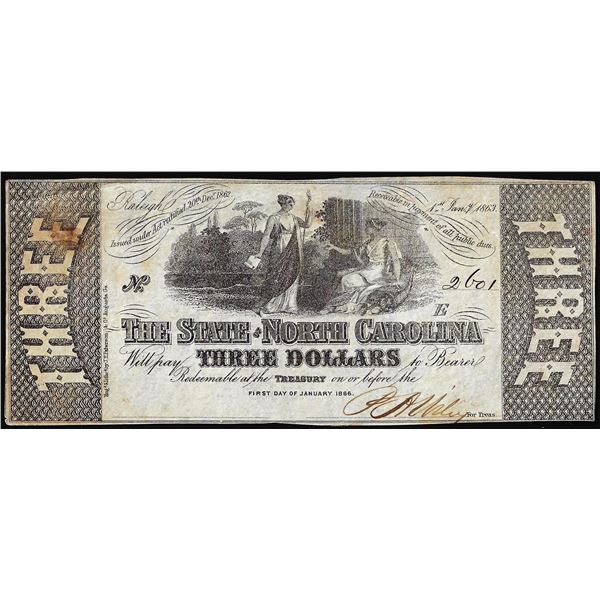 THREE
Raleigh
Issued under Act ratified 20th Dec. 1862
Receivable in payment of all public dues.
1st Jany. 1863.
No 2601
E
THE STATE OF NORTH CAROLINA
Will pay THREE DOLLARS to Bearer
Redeemable at the TREASURY on or before the
FIRST DAY OF JANUARY 1866.
For Treas.
THREE